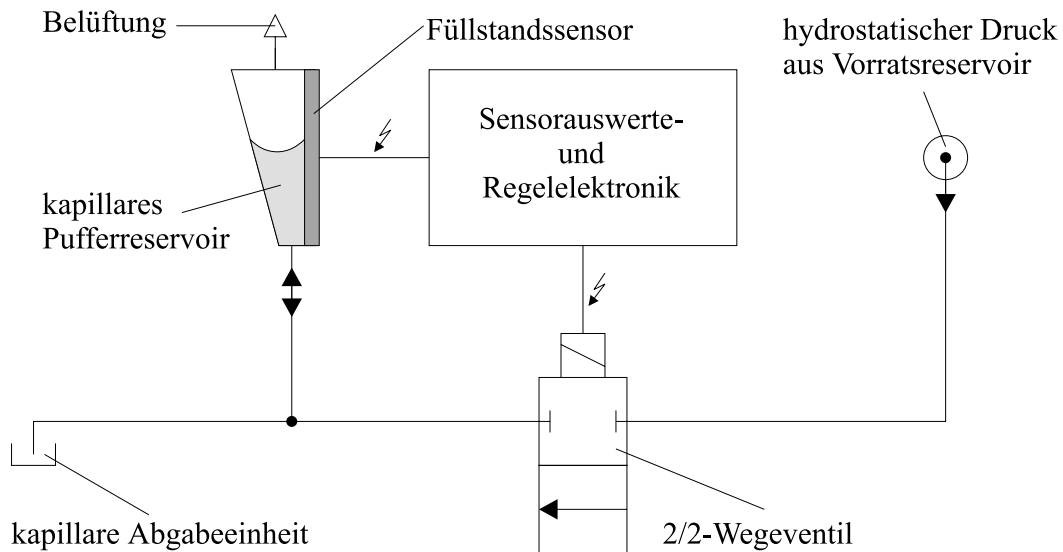 Belüftung
Füllstandssensor
hydrostatischer Druck
aus Vorratsreservoir
Sensorauswerte-
und
Regelelektronik
kapillares
Pufferreservoir
kapillare Abgabeeinheit
2/2-Wegeventil